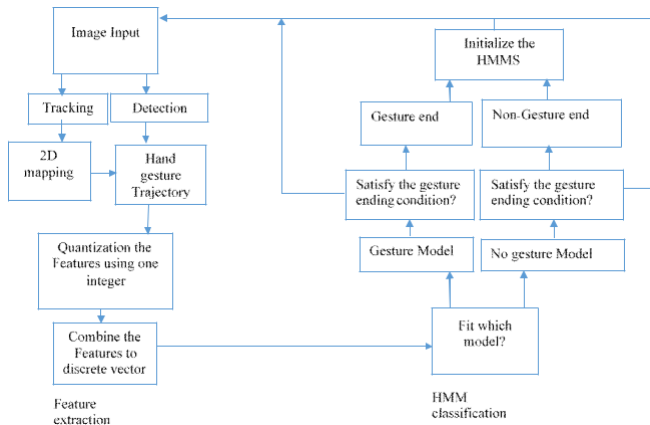 Image Input
Tracking
Detection
2D
mapping
Hand
gesture
Trajectory
Quantization the
Features using one
integer
Combine the
Features to
discrete vector
Feature
extraction
Initialize the
HMMS
Gesture end
Non-Gesture end
Satisfy the gesture
ending condition?
Satisfy the gesture
ending condition?
Gesture Model
No gesture Model
Fit which
model?
HMM
classification